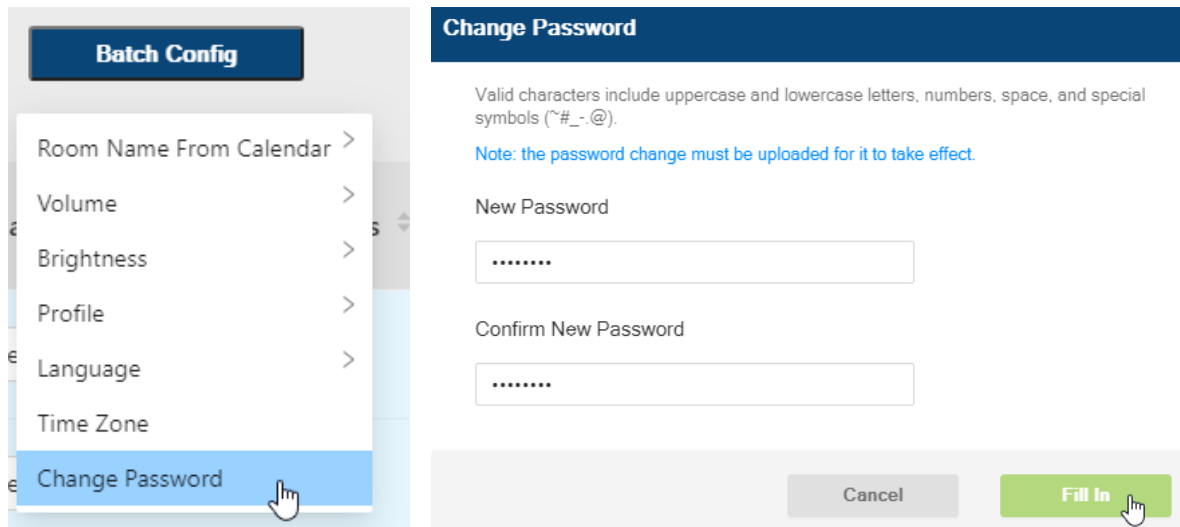 Batch Config
Room Name From Calendar
Volume
Brightness
Profile
Language
Time Zone
Change Password
s
e
e
Change Password
Valid characters include uppercase and lowercase letters, numbers, space, and special
symbols (~#_-.@).
Note: the password change must be uploaded for it to take effect.
New Password
••••••••
Confirm New Password
••••••••
Cancel
Fill In